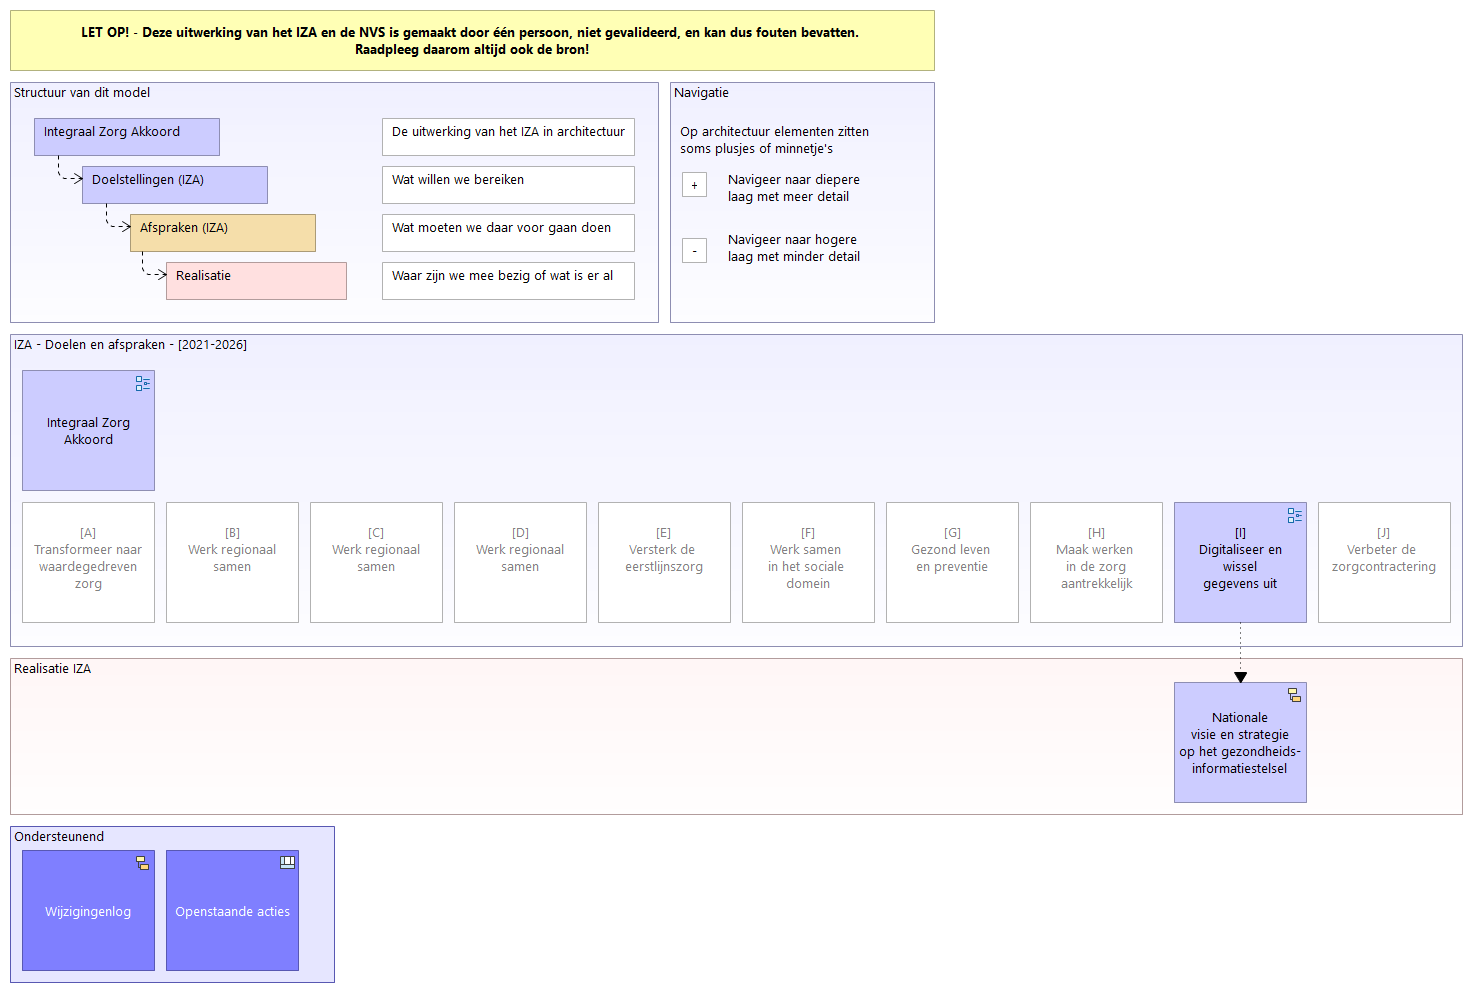 LET OP! - Deze uitwerking van het IZA en de NVS is gemaakt door één persoon, niet gevalideerd, en kan dus fouten bevatten.
Raadpleeg daarom altijd ook de bron!
Structuur van dit model
Integraal Zorg Akkoord
De uitwerking van het IZA in architectuur
Doelstellingen (IZA)
Wat willen we bereiken
Afspraken (IZA)
Wat moeten we daar voor gaan doen
Realisatie
Waar zijn we mee bezig of wat is er al
Navigatie
Op architectuur elementen zitten
soms plusjes of minnetje's
+
Navigeer naar diepere
laag met meer detail
-
Navigeer naar hogere
laag met minder detail
IZA - Doelen en afspraken - [2021-2026]
Integraal Zorg
Akkoord
[A]
Transformeer naar
waardegedreven
zorg
[B]
Werk regionaal
samen
[C]
Werk regionaal
samen
[D]
Werk regionaal
samen
[E]
Versterk de
eerstlijnszorg
[F]
Werk samen
in het sociale
domein
[G]
Gezond leven
en preventie
[H]
Maak werken
in de zorg
aantrekkelijk
[I]
Digitaliseer en
wissel
gegevens uit
[J]
Verbeter de
zorgcontractering
Realisatie IZA
Nationale
visie en strategie
op het gezondheids-
informatiestelsel
Ondersteunend
Wijzigingenlog
Openstaande acties